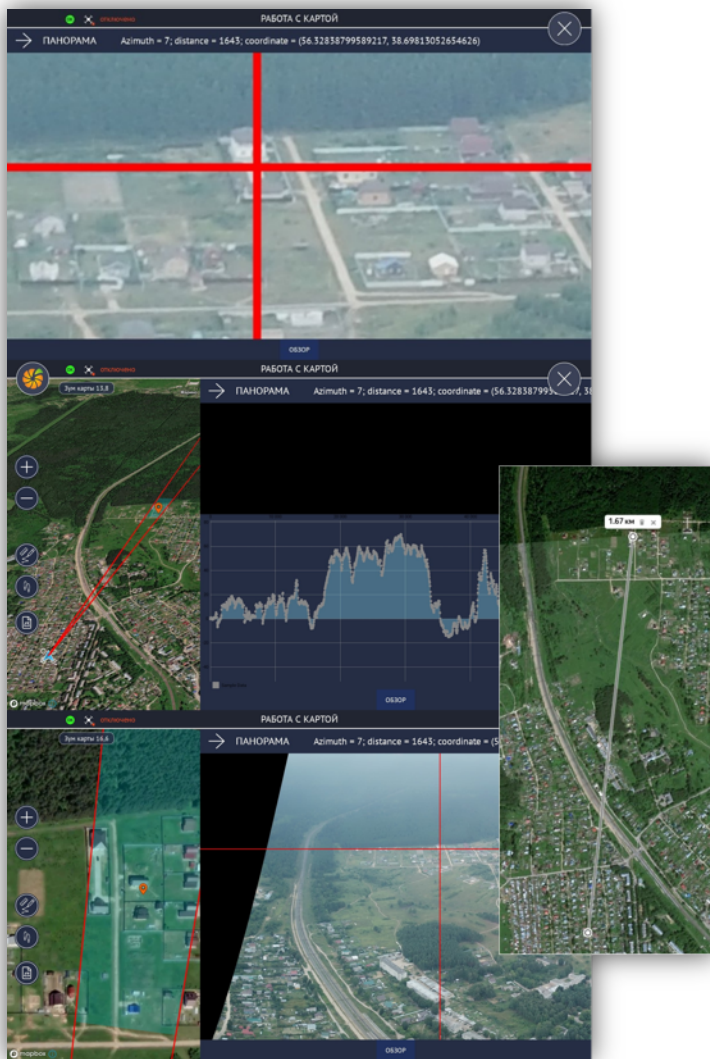 отключено РАБОТА С КАРТОЙ
ПАНОРАМА Azimuth = 7; distance = 1643; coordinate = (56.32838799589217, 38.69813052654626)
ОБЗОР
отключено РАБОТА С КАРТОЙ
Зум карты 13,8
ПАНОРАМА Azimuth = 7; distance = 1643; coordinate = (56.3283879959
ОБЗОР
mapbox
1.67 км
отключено РАБОТА С КАРТОЙ
Зум карты 16,6
ПАНОРАМА Azimuth = 7; distance = 1643; coordinate = (5
ОБЗОР
mapbox